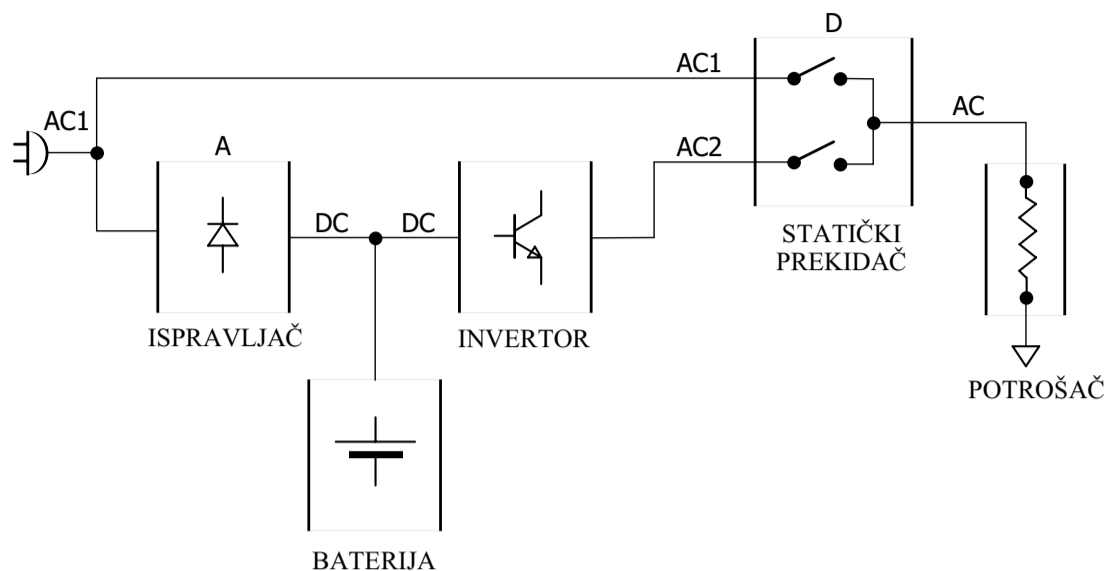 D
AC1
AC1
AC
A
AC2
DC
DC
STATIČKI
PREKIDAČ
ISPRAVLJAČ
INVERTOR
POTROŠAČ
BATERIJA